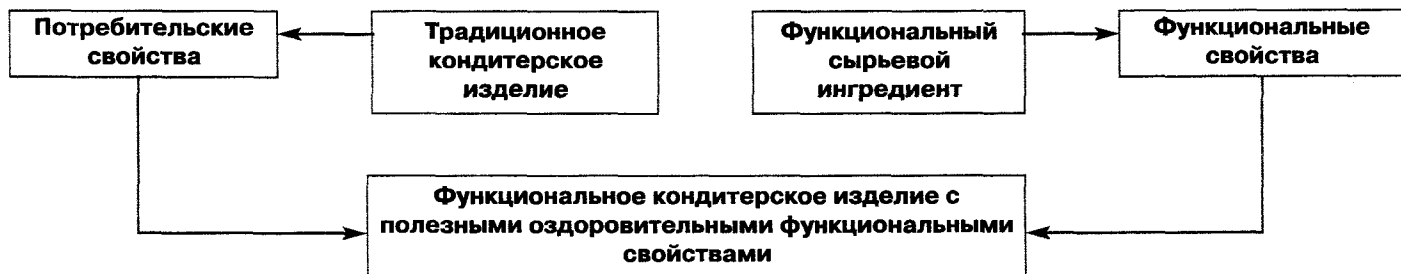 Потребительские
свойства
Традиционное
кондитерское
изделие
Функциональный
сырьевой
ингредиент
Функциональные
свойства
Функциональное кондитерское изделие с
полезными оздоровительными функциональными
свойствами